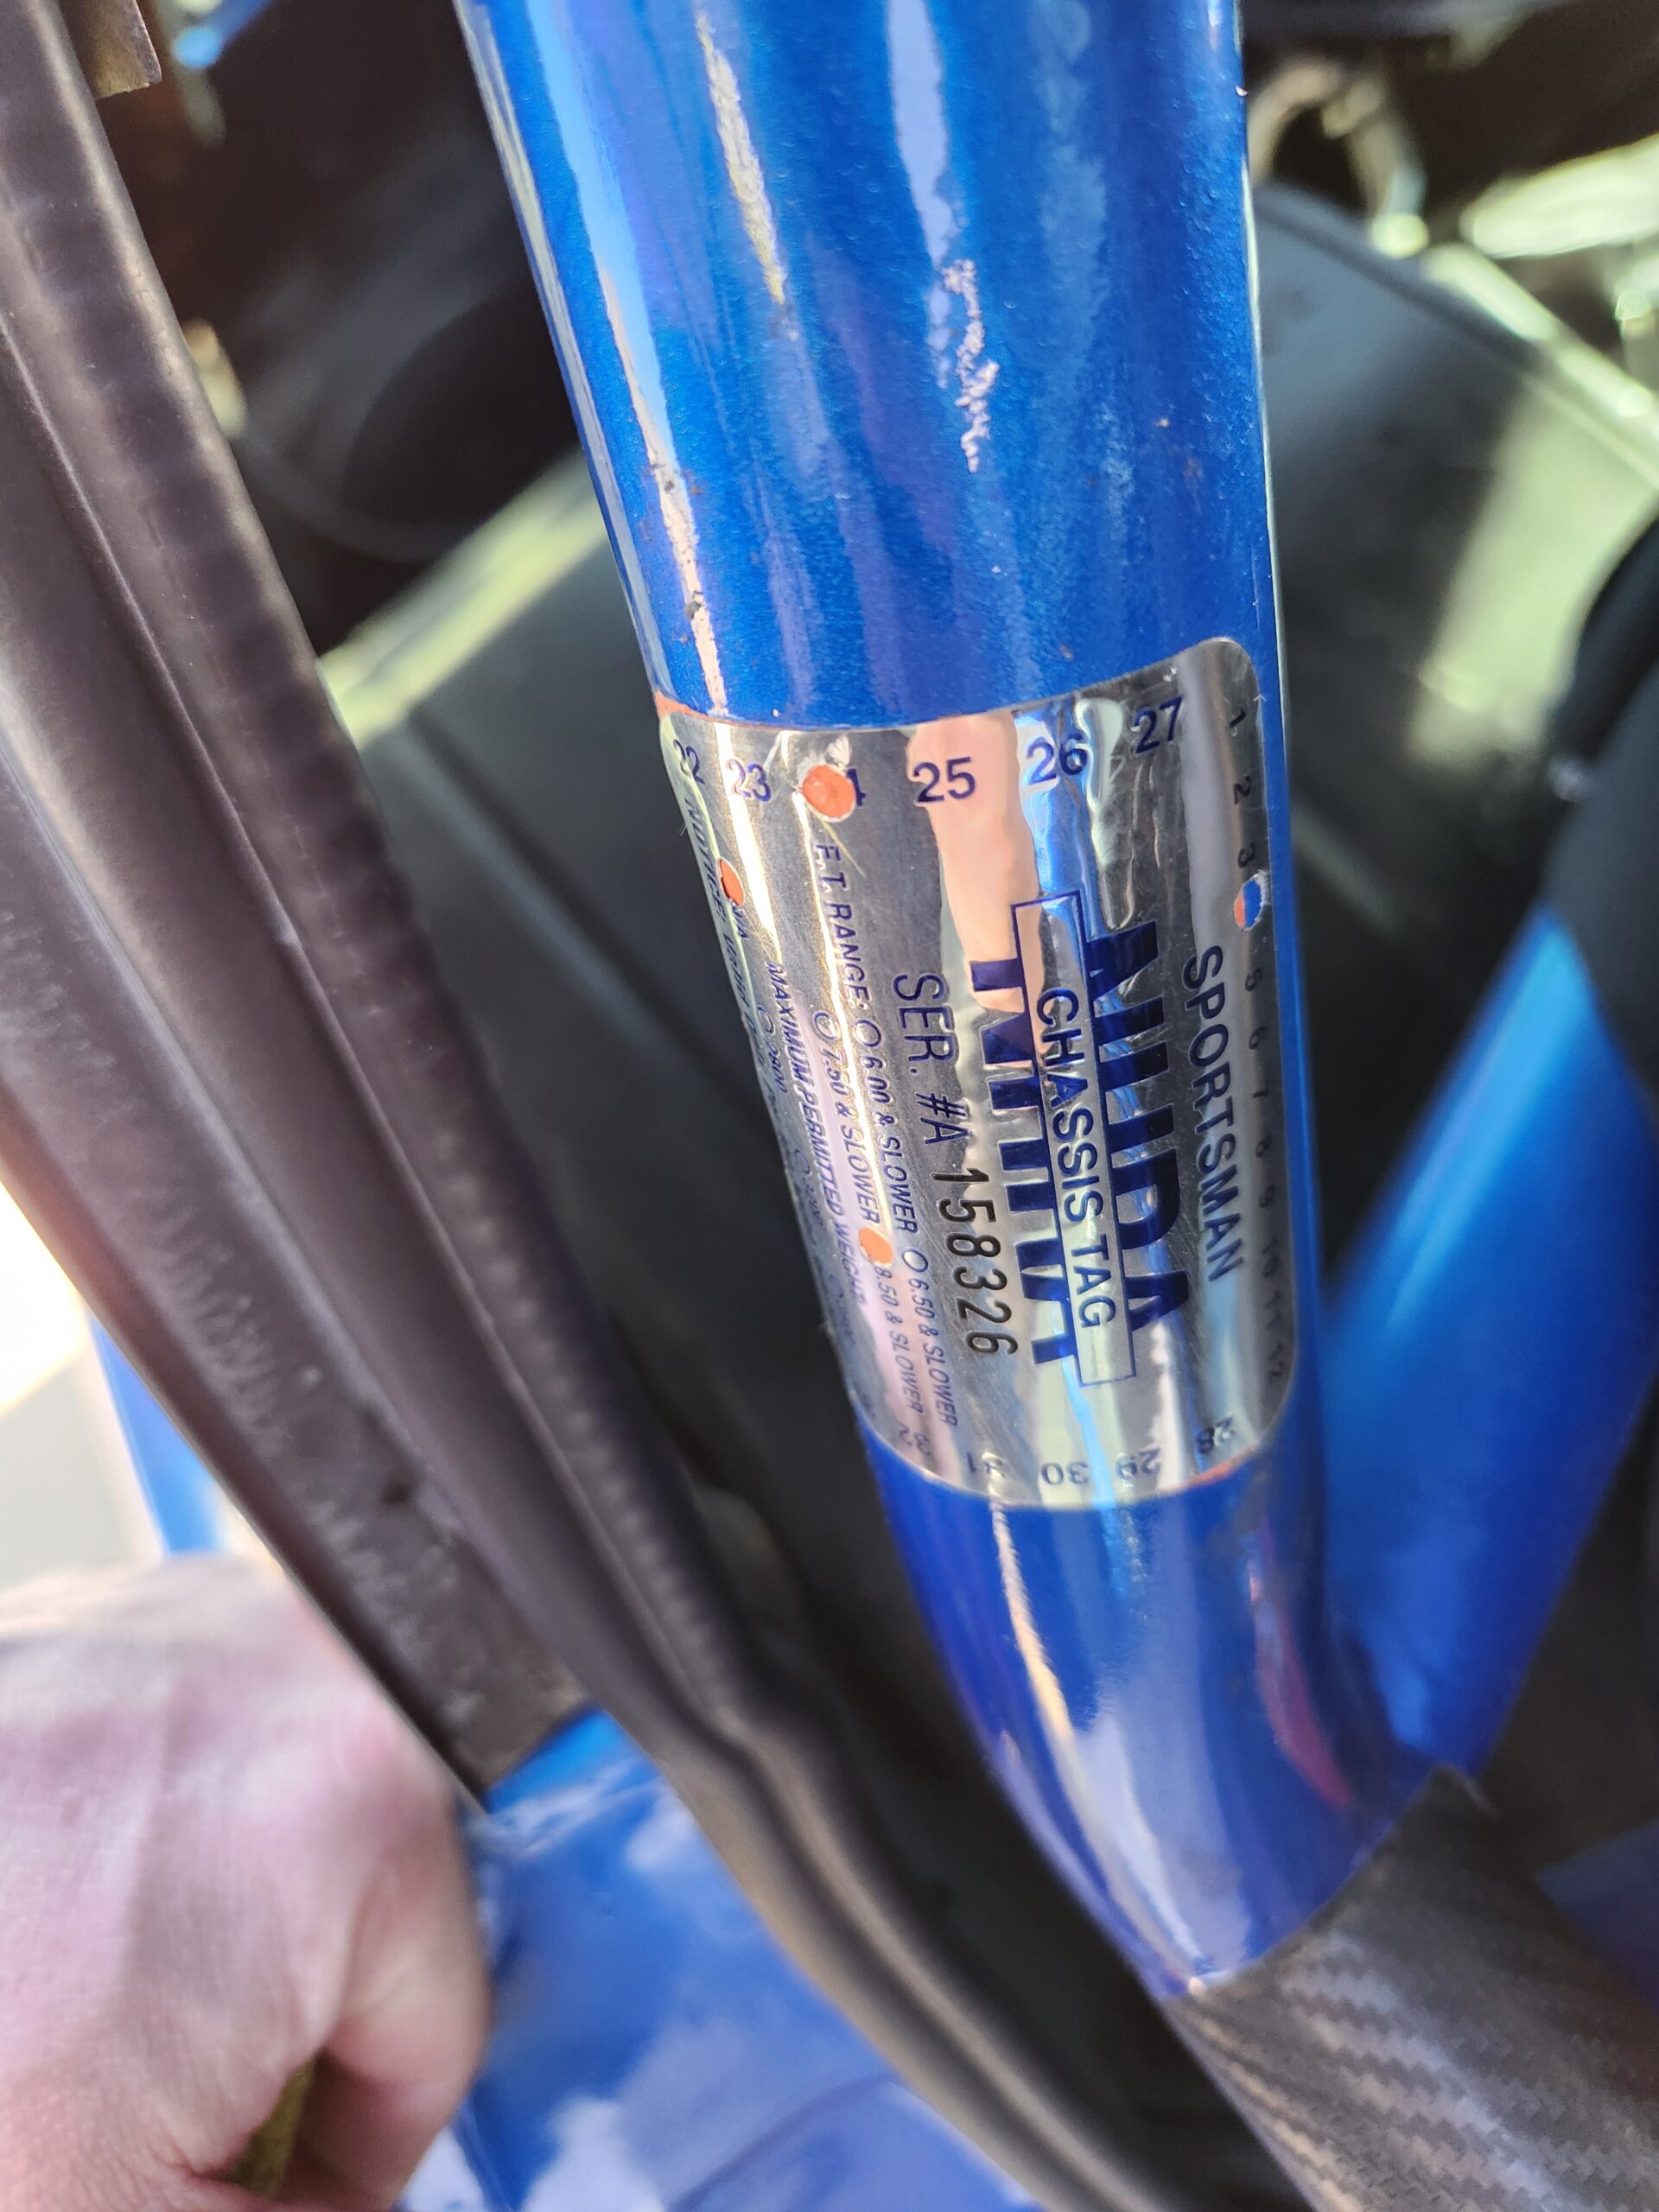 1 2 3 5 6 7 8 9 10 11 12
SPORTSMAN
NHRA
CHASSIS TAG
SER. #A 158326
E.T. RANGE: 6.00 & SLOWER 6.50 & SLOWER
7.50 & SLOWER 8.50 & SLOWER
MAXIMUM PERMITTED WEIGHT:
N/A
NOTICE:
22 23 25 26 27
28 29 30 31